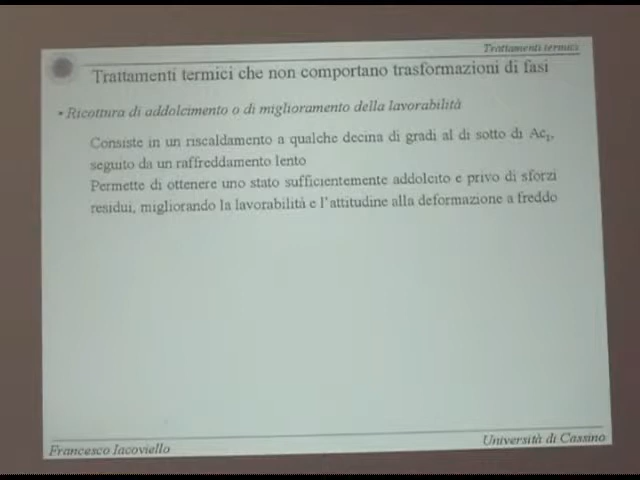 Trattamenti termici
Trattamenti termici che non comportano trasformazioni di fasi
• Ricottura di addolcimento o di miglioramento della lavorabilità
Consiste in un riscaldamento a qualche decina di gradi al di sotto di Ac₁,
seguito da un raffreddamento lento
Permette di ottenere uno stato sufficientemente addolcito e privo di sforzi
residui, migliorando la lavorabilità e l'attitudine alla deformazione a freddo
Francesco Iacoviello
Università di Cassino